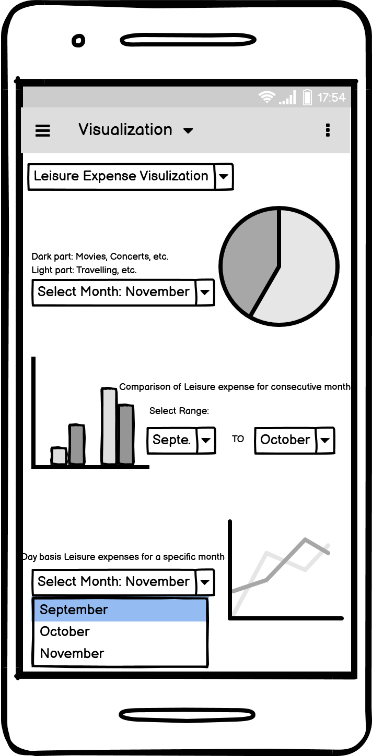 17:54
Visualization
Leisure Expense Visulization
Dark part: Movies, Concerts, etc.
Light part: Travelling, etc.
Select Month: November
Comparison of Leisure expense for consecutive month
Select Range:
Septe. TO October
Day basis Leisure expenses for a specific month
Select Month: November
September
October
November